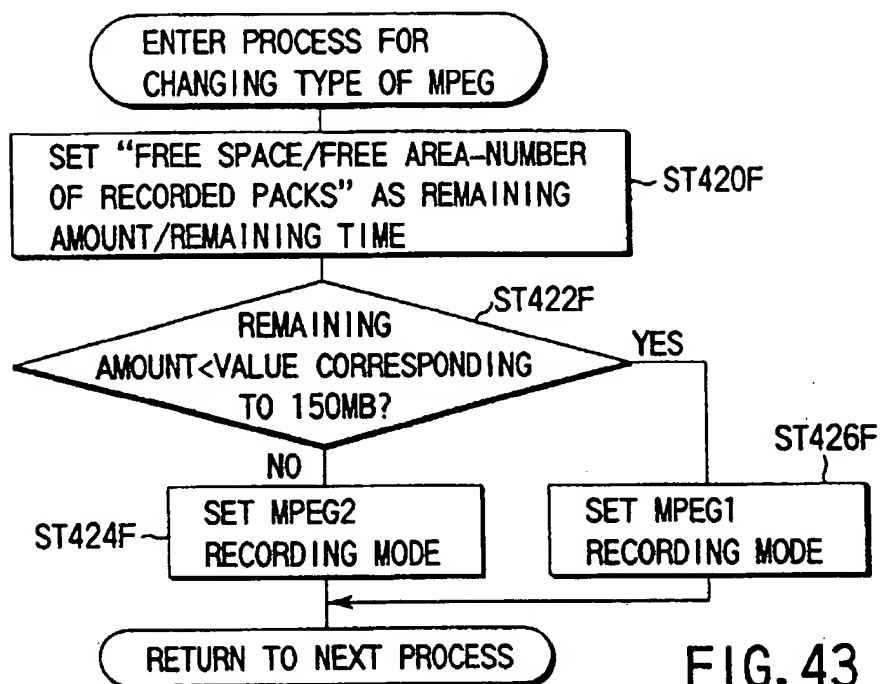 ENTER PROCESS FOR
CHANGING TYPE OF MPEG
SET “FREE SPACE/FREE AREA-NUMBER
OF RECORDED PACKS” AS REMAINING
AMOUNT/REMAINING TIME
ST420F
ST422F
REMAINING
AMOUNT<VALUE CORRESPONDING
TO 150MB?
YES
NO
ST426F
ST424F
SET MPEG2
RECORDING MODE
SET MPEG1
RECORDING MODE
RETURN TO NEXT PROCESS
FIG. 43